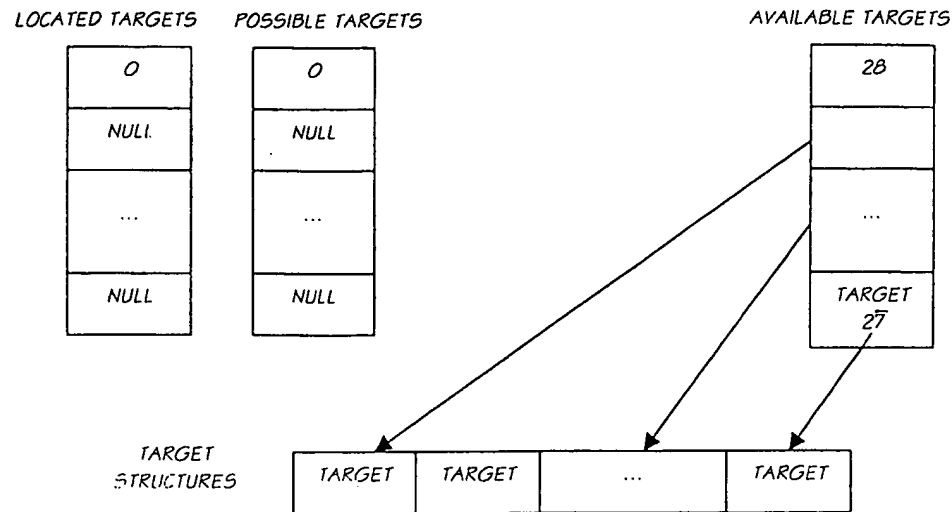 LOCATED TARGETS POSSIBLE TARGETS AVAILABLE TARGETS
0 0 28
NULL NULL
... ... ...
NULL NULL TARGET
27
TARGET
STRUCTURES
TARGET TARGET ... TARGET